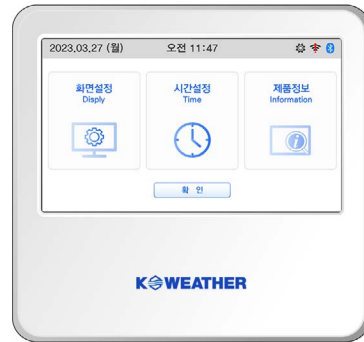 2023.03.27 (월) 오전 11:47
화면설정 시간설정 제품정보
Disply Time Information
확 인
K WEATHER